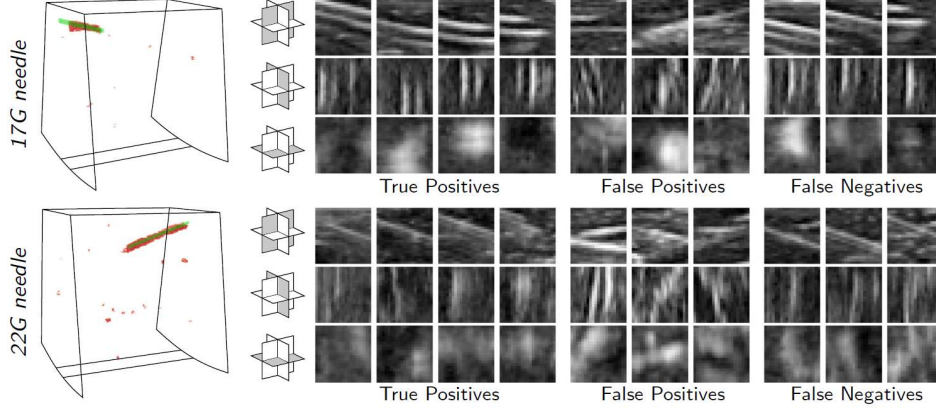 17G needle
True Positives
False Positives
False Negatives
22G needle
True Positives
False Positives
False Negatives